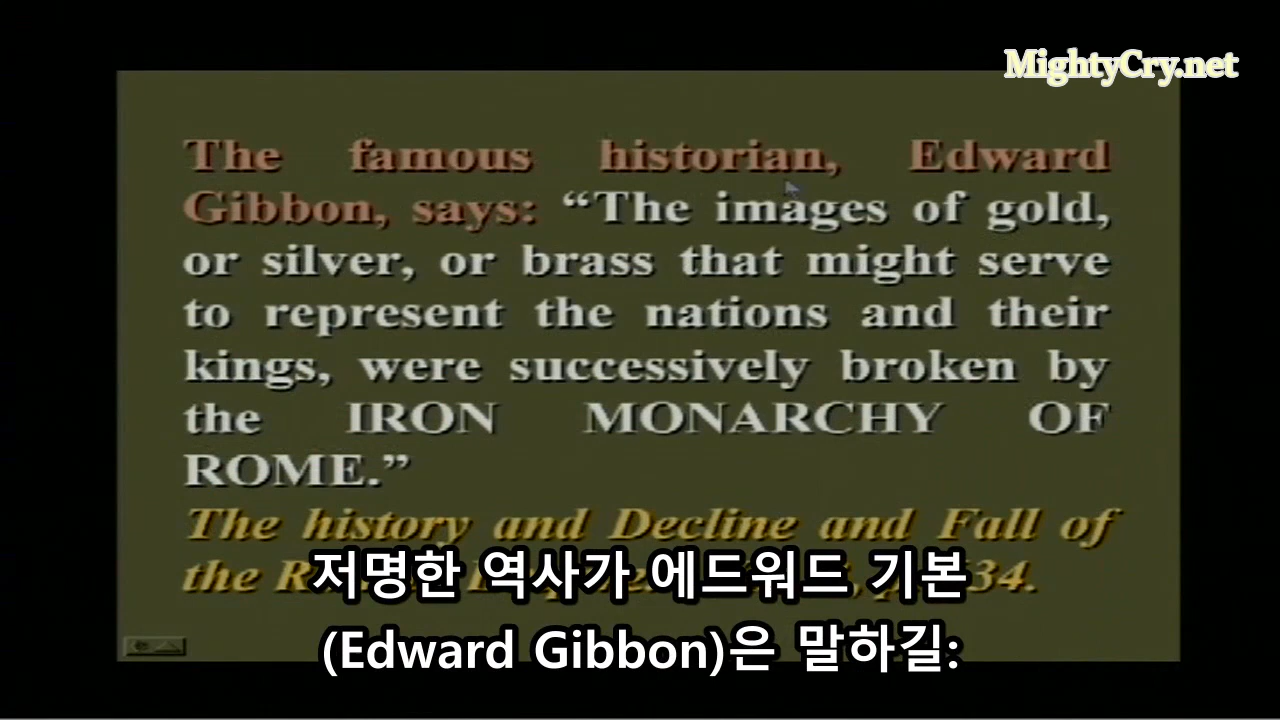 MightyCry.net
The famous historian, Edward
Gibbon, says: “The images of gold,
or silver, or brass that might serve
to represent the nations and their
kings, were successively broken by
the IRON MONARCHY OF
ROME.”
The history and Decline and Fall of
the 34.
저명한 역사가 에드워드 기본
(Edward Gibbon)은 말하길: